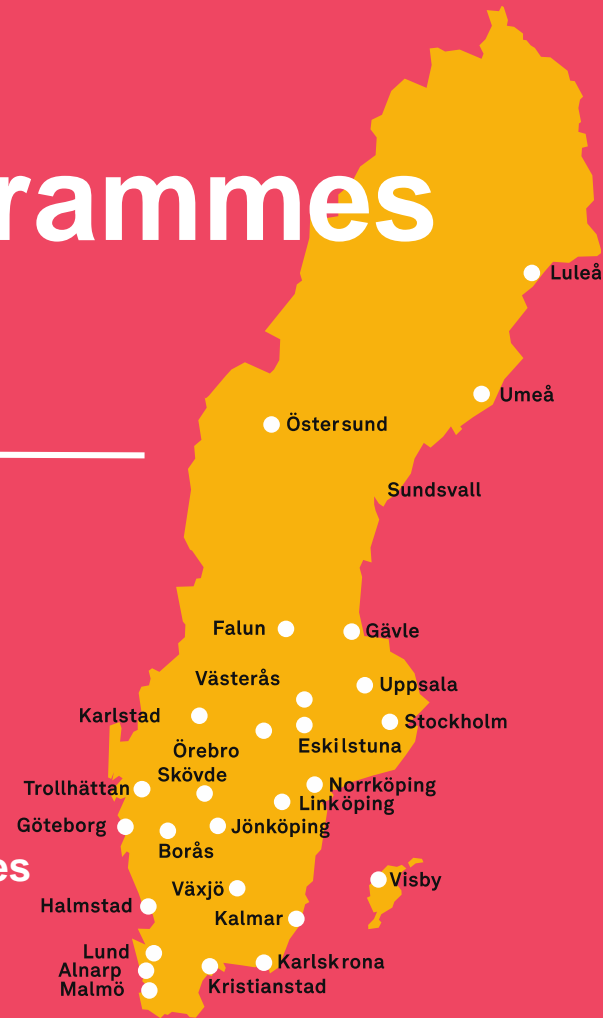 rammes
Luleå
Umeå
Östersund
Sundsvall
Falun
Gävle
Västerås
Uppsala
Karlstad
Stockholm
Örebro
Eskilstuna
Skövde
Trollhättan
Norrköping
Linköping
Göteborg
Jönköping
Borås
es
Växjö
Visby
Halmstad
Kalmar
Lund
Karlskrona
Alnarp
Kristianstad
Malmö